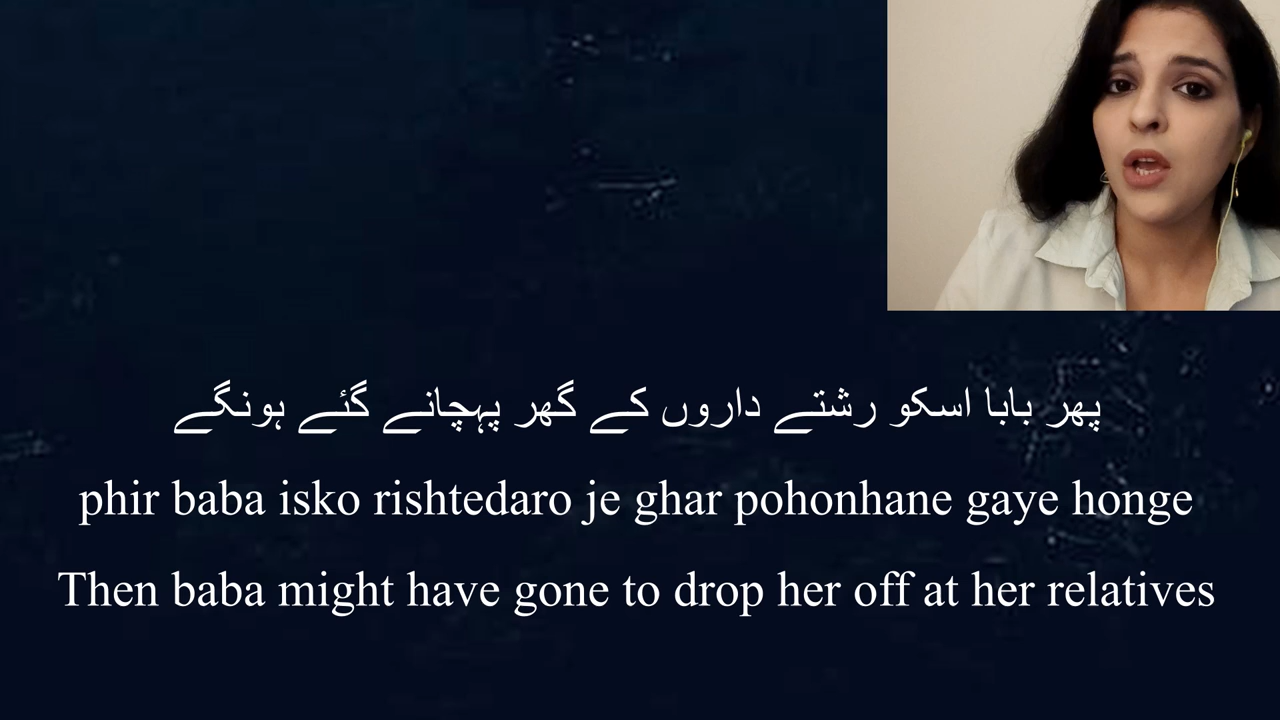 پھر بابا اسکو رشتے داروں کے گھر پہچانے گئے ہونگے
phir baba isko rishtedaro je ghar pohonhane gaye honge
Then baba might have gone to drop her off at her relatives